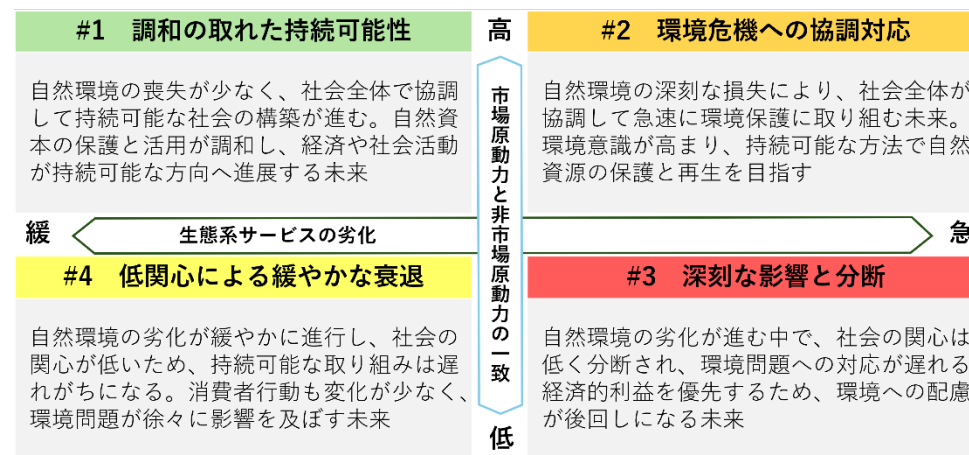 #1 調和の取れた持続可能性
高
#2 環境危機への協調対応
自然環境の喪失が少なく、社会全体で協調
して持続可能な社会の構築が進む。自然資
本の保護と活用が調和し、経済や社会活動
が持続可能な方向へ進展する未来
市場原動力と非市場原動力の一致
自然環境の深刻な損失により、社会全体が
協調して急速に環境保護に取り組む未来。
環境意識が高まり、持続可能な方法で自然
資源の保護と再生を目指す
緩
生態系サービスの劣化
急
#4 低関心による緩やかな衰退
#3 深刻な影響と分断
自然環境の劣化が緩やかに進行し、社会の
関心が低いため、持続可能な取り組みは遅
れがちになる。消費者行動も変化が少なく、
環境問題が徐々に影響を及ぼす未来
自然環境の劣化が進む中で、社会の関心は
低く分断され、環境問題への対応が遅れる
経済的利益を優先するため、環境への配慮
が後回しになる未来
低